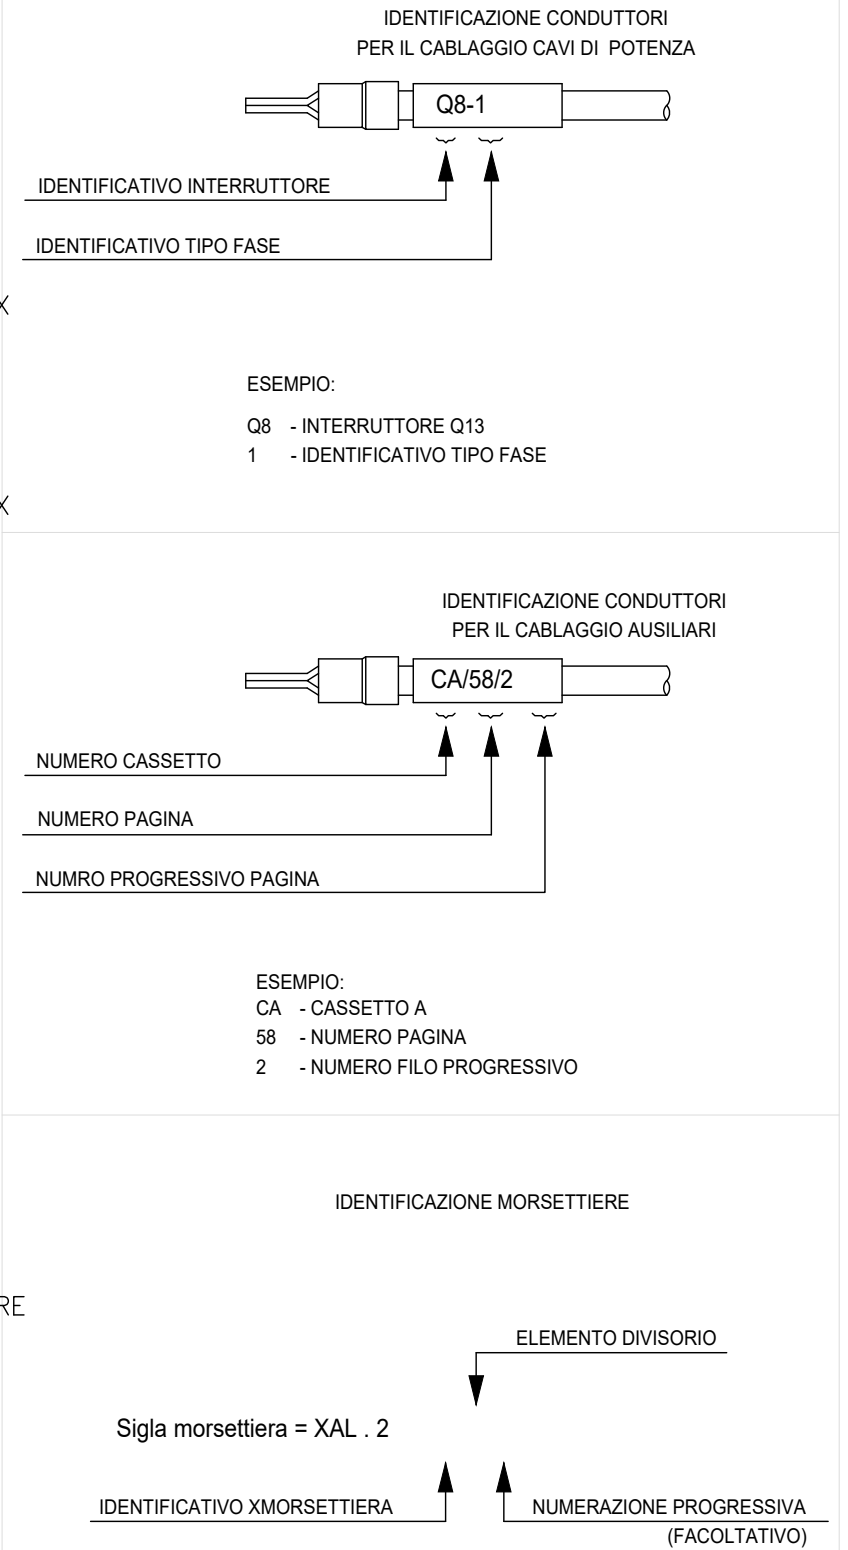 IDENTIFICAZIONE CONDUTTORI
PER IL CABLAGGIO CAVI DI POTENZA
Q8-1
IDENTIFICATIVO INTERRUTTORE
IDENTIFICATIVO TIPO FASE
X
ESEMPIO:
Q8 - INTERRUTTORE Q13
1 - IDENTIFICATIVO TIPO FASE
X
IDENTIFICAZIONE CONDUTTORI
PER IL CABLAGGIO AUSILIARI
CA/58/2
NUMERO CASSETTO
NUMERO PAGINA
NUMRO PROGRESSIVO PAGINA
ESEMPIO:
CA - CASSETTO A
58 - NUMERO PAGINA
2 - NUMERO FILO PROGRESSIVO
IDENTIFICAZIONE MORSETTIERE
RE
ELEMENTO DIVISORIO
Sigla morsettiera = XAL . 2
IDENTIFICATIVO XMORSETTIERA
NUMERAZIONE PROGRESSIVA
(FACOLTATIVO)